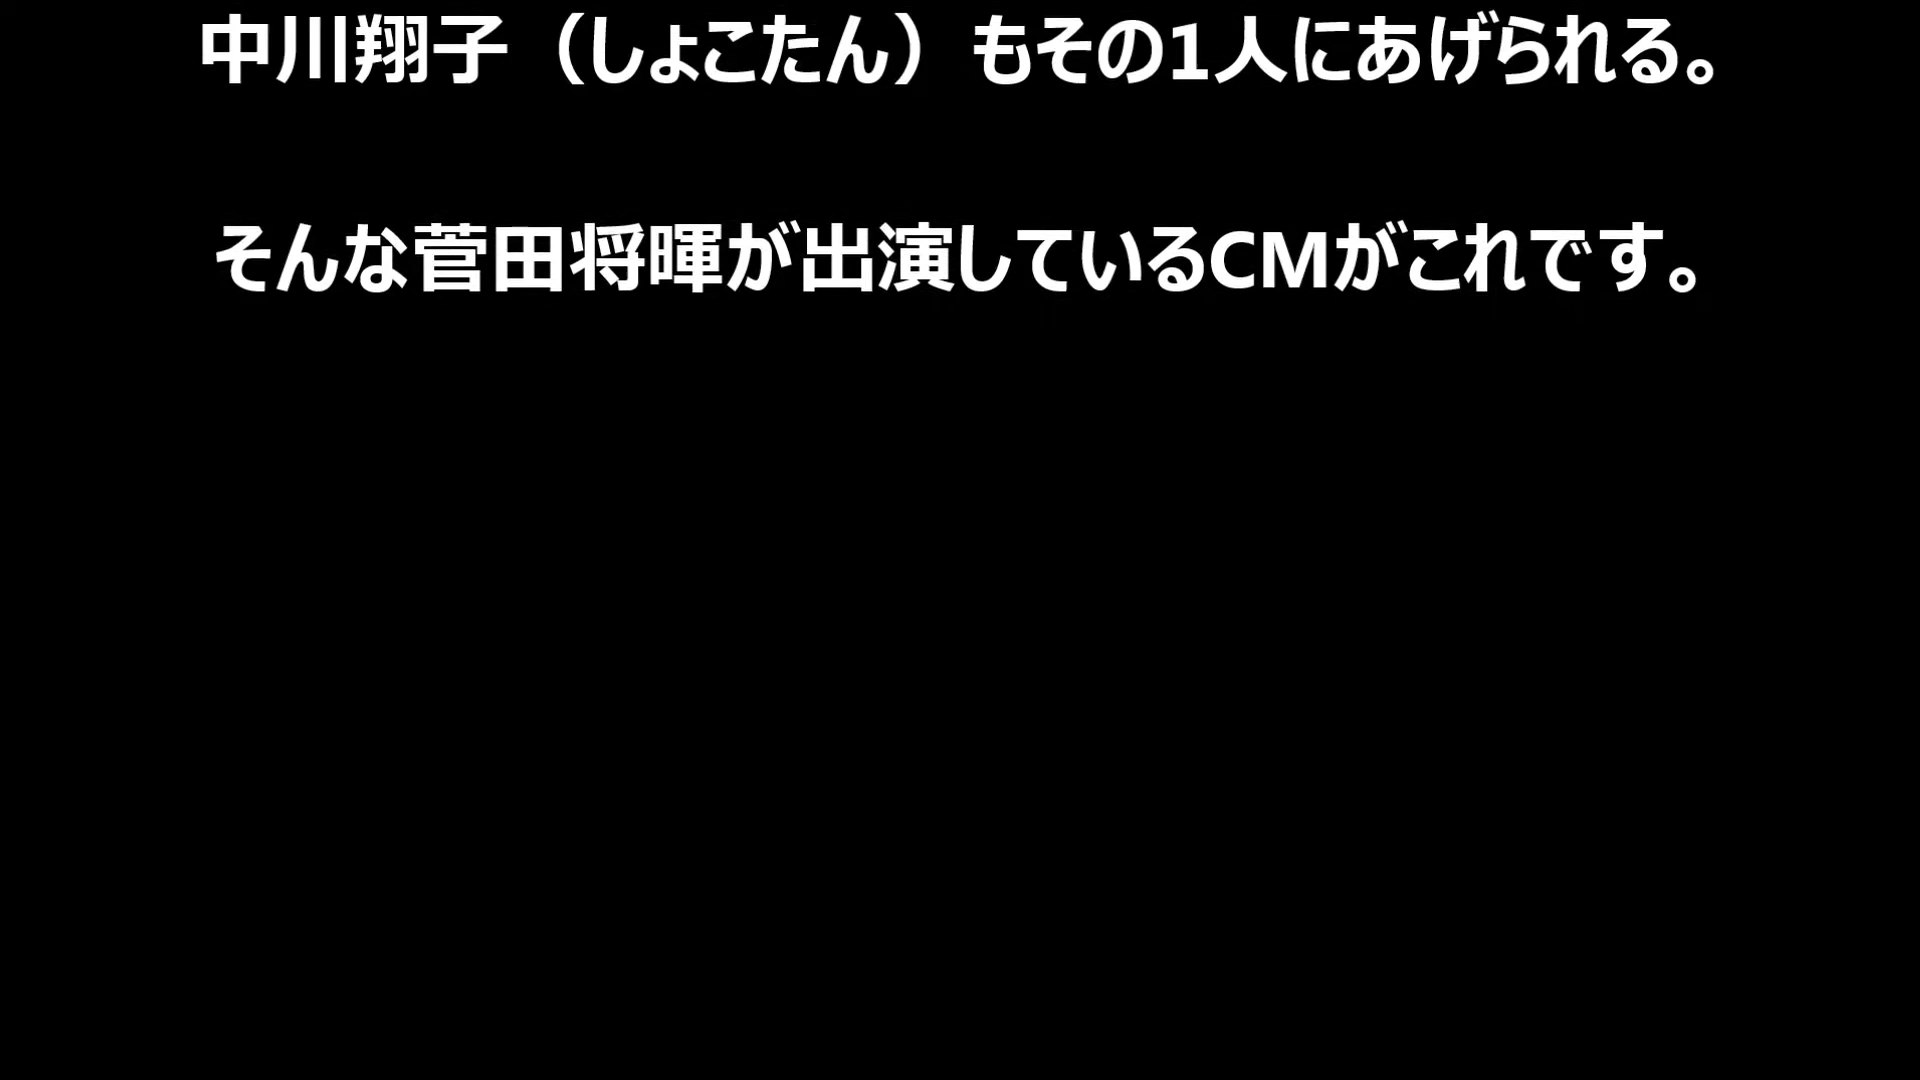 中川翔子（しょこたん）もその1人にあげられる。
そんな菅田将暉が出演しているCMがこれです。